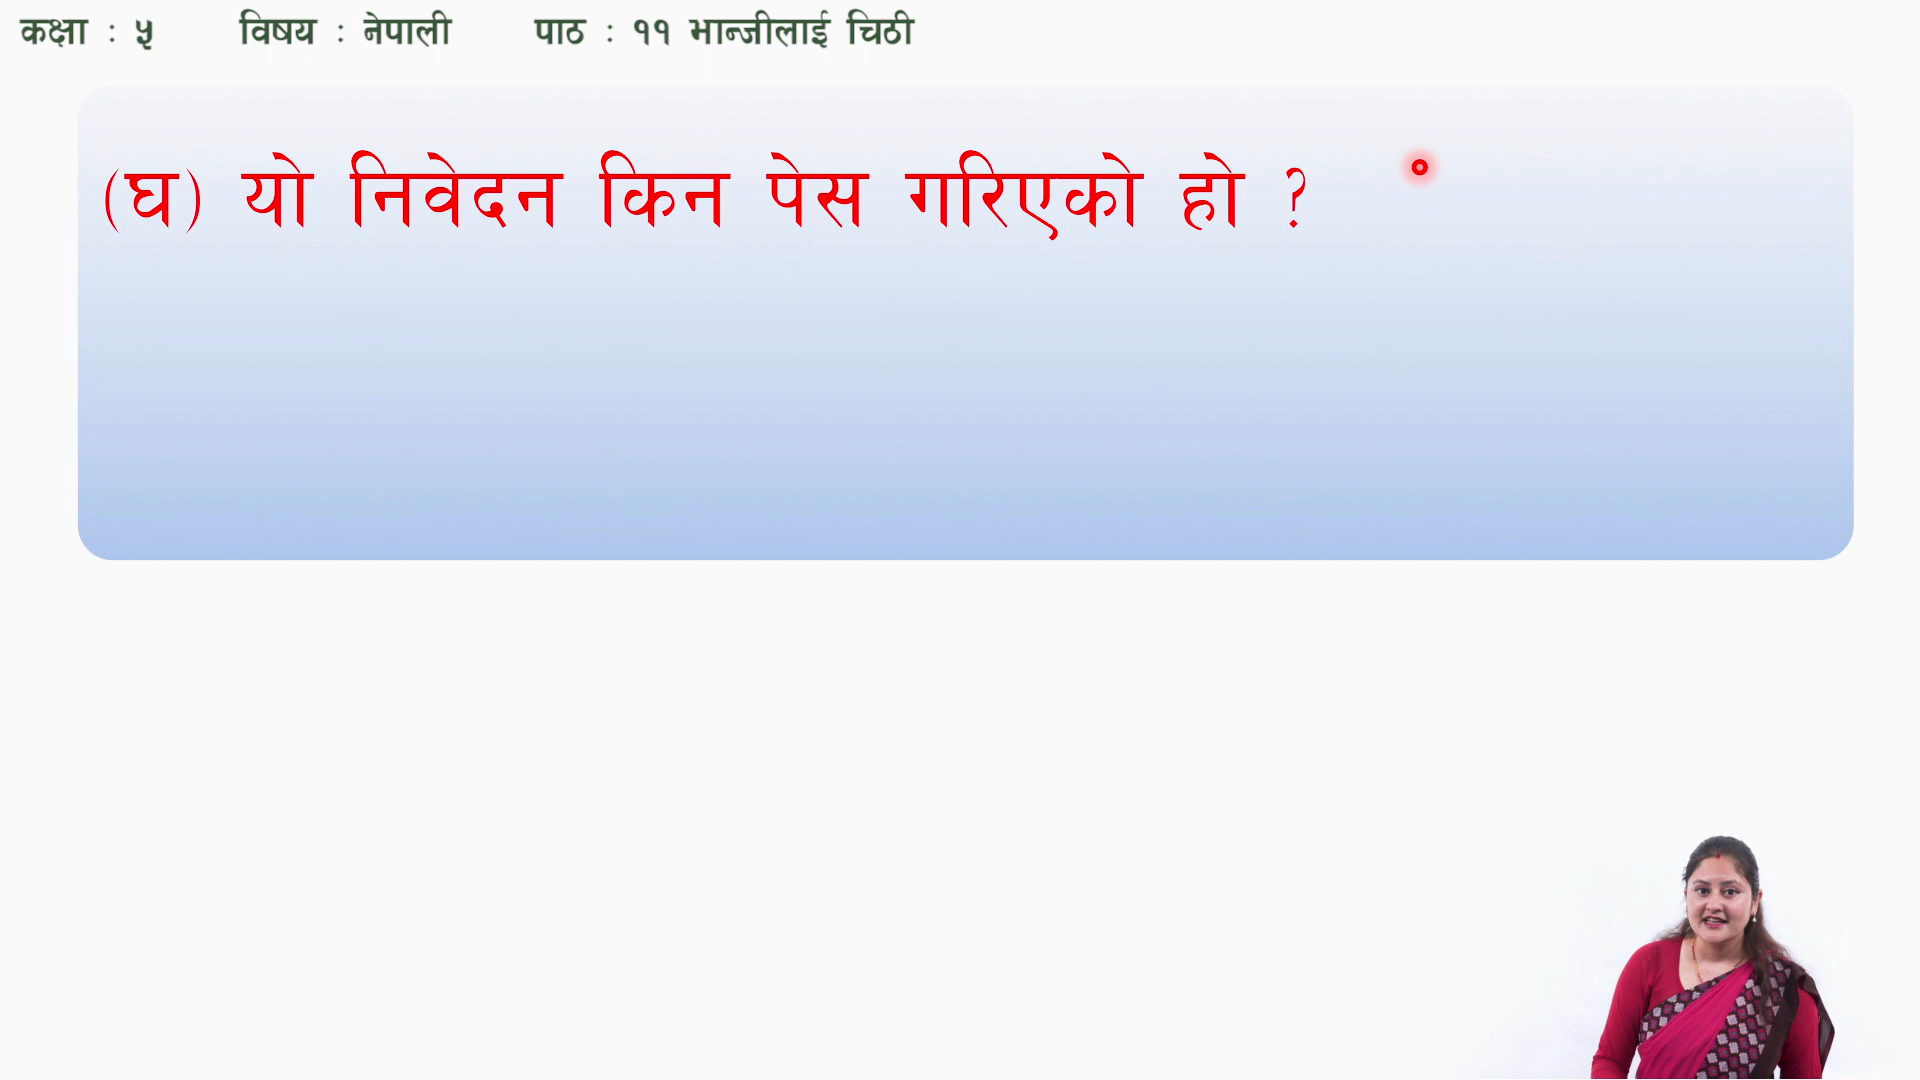 कक्षा : ५ विषय : नेपाली पाठ : ११ भान्जीलाई चिठी
(घ) यो निवेदन किन पेस गरिएको हो ?